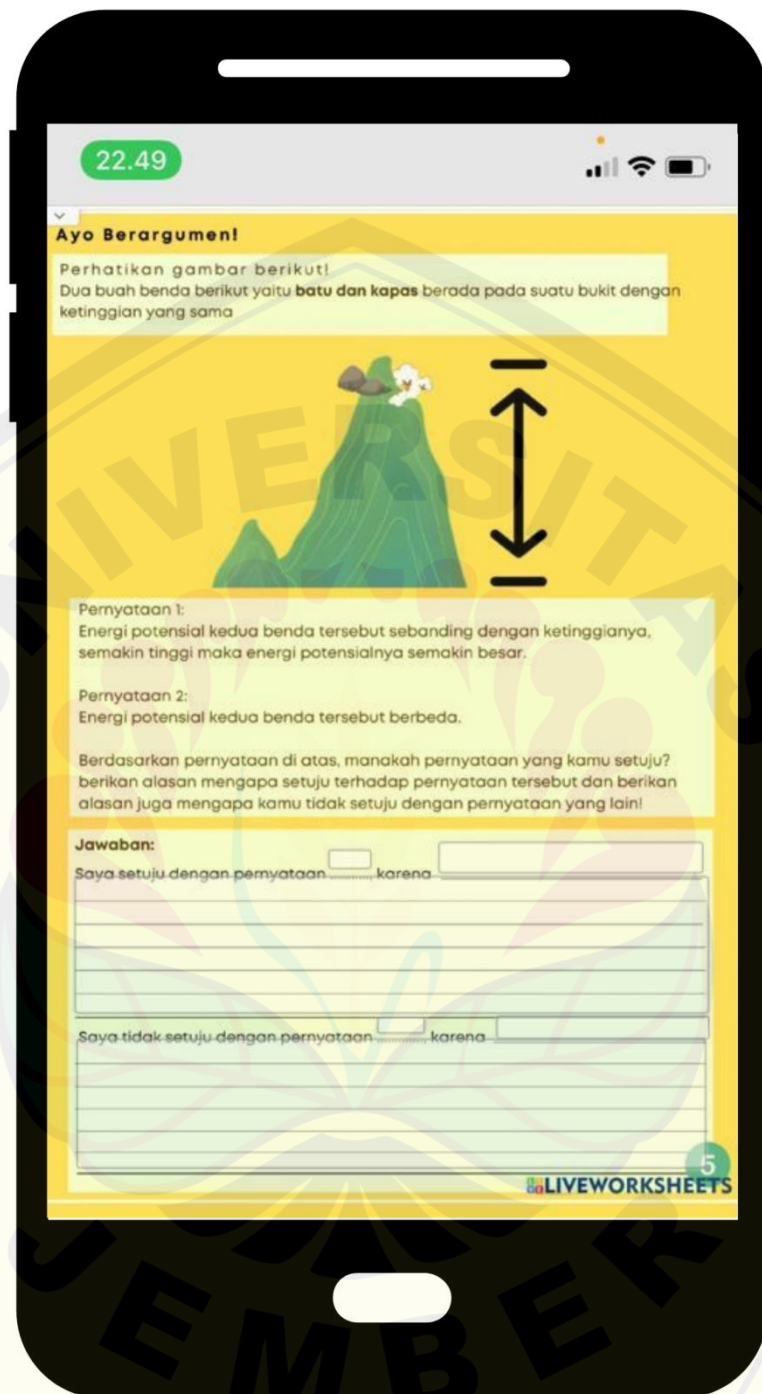 22.49
Ayo Berargumen!
Perhatikan gambar berikut!
Dua buah benda berikut yaitu batu dan kapas berada pada suatu bukit dengan
ketinggian yang sama
Pernyataan 1:
Energi potensial kedua benda tersebut sebanding dengan ketinggianya,
semakin tinggi maka energi potensialnya semakin besar.
Pernyataan 2:
Energi potensial kedua benda tersebut berbeda.
Berdasarkan pernyataan di atas, manakah pernyataan yang kamu setuju?
berikan alasan mengapa setuju terhadap pernyataan tersebut dan berikan
alasan juga mengapa kamu tidak setuju dengan pernyataan yang lain!
Jawaban:
Saya setuju dengan pernyataan ..........., karena
Saya tidak setuju dengan pernyataan ............, karena
5
LIVEWORKSHEETS
UNIVERSITAS
JEMBER